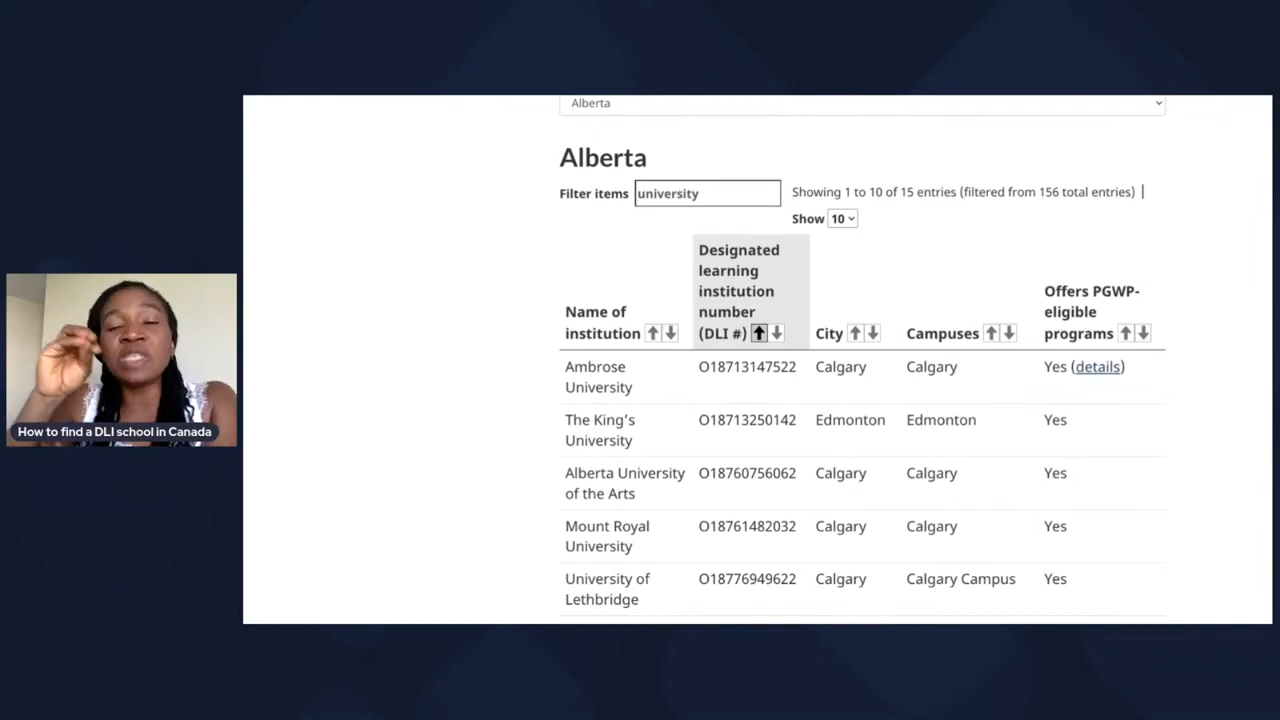 Alberta
Alberta
Filter items university Showing 1 to 10 of 15 entries (filtered from 156 total entries) |
Show 10
Designated
learning
institution
number
(DLI #)
Name of
institution
City
Campuses
Offers PGWP-
eligible
programs
Ambrose
University
O18713147522
Calgary
Calgary
Yes (details)
The King's
University
O18713250142
Edmonton
Edmonton
Yes
Alberta University
of the Arts
O18760756062
Calgary
Calgary
Yes
Mount Royal
University
O18761482032
Calgary
Calgary
Yes
University of
Lethbridge
O18776949622
Calgary
Calgary Campus
Yes
How to find a DLI school in Canada